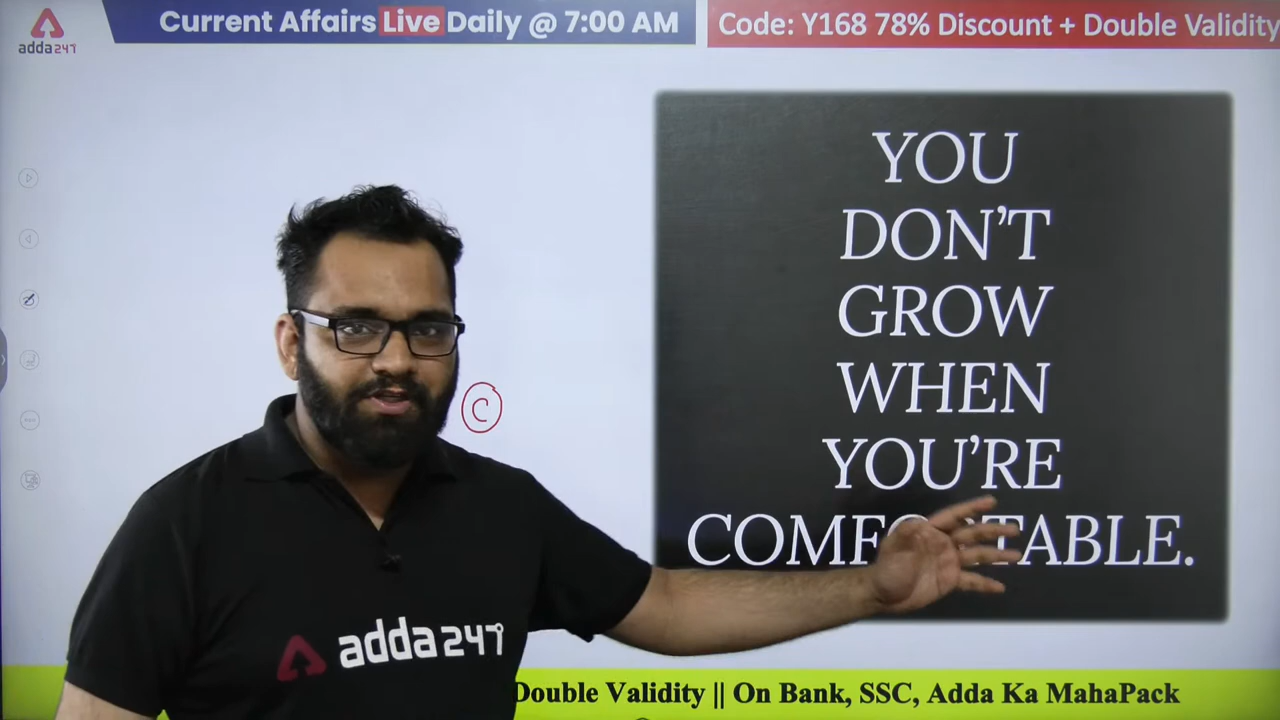 adda247
Current Affairs Live Daily @ 7:00 AM
Code: Y168 78% Discount + Double Validity
YOU
DON'T
GROW
WHEN
YOU'RE
C
adda247
Double Validity || On Bank, SSC, Adda Ka MahaPack